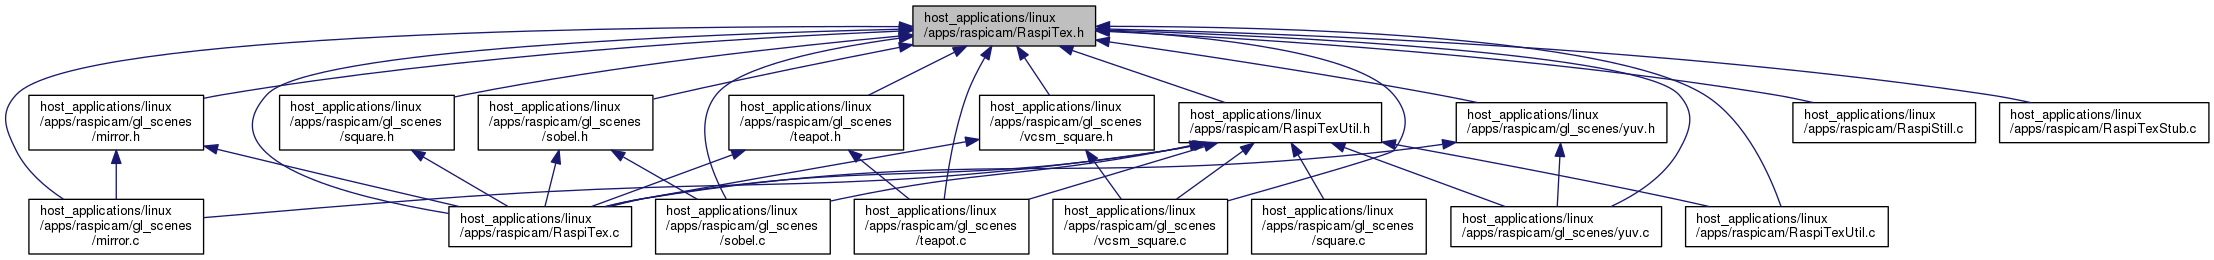 host_applications/linux
/apps/raspicam/RaspiTex.h
host_applications/linux
/apps/raspicam/gl_scenes
/mirror.h
host_applications/linux
/apps/raspicam/gl_scenes
/square.h
host_applications/linux
/apps/raspicam/gl_scenes
/sobel.h
host_applications/linux
/apps/raspicam/gl_scenes
/teapot.h
host_applications/linux
/apps/raspicam/gl_scenes
/vcsm_square.h
host_applications/linux
/apps/raspicam/RaspiTexUtil.h
host_applications/linux
/apps/raspicam/gl_scenes/yuv.h
host_applications/linux
/apps/raspicam/RaspiStill.c
host_applications/linux
/apps/raspicam/RaspiTexStub.c
host_applications/linux
/apps/raspicam/gl_scenes
/mirror.c
host_applications/linux
/apps/raspicam/RaspiTex.c
host_applications/linux
/apps/raspicam/gl_scenes
/sobel.c
host_applications/linux
/apps/raspicam/gl_scenes
/teapot.c
host_applications/linux
/apps/raspicam/gl_scenes
/vcsm_square.c
host_applications/linux
/apps/raspicam/gl_scenes
/square.c
host_applications/linux
/apps/raspicam/gl_scenes/yuv.c
host_applications/linux
/apps/raspicam/RaspiTexUtil.c